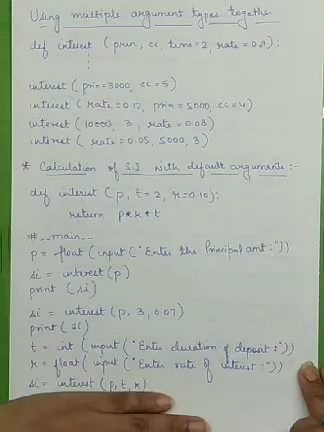 Using multiple argument types together
def interest (prin, cc, time=2, rate=0.8):
interest (prin=3000, cc=5)
interest (rate=0.12, prin=5000, cc=4)
interest (10000, 3, rate=0.08)
interest (rate=0.05, 5000, 3)
* Calculation of S.I. with default arguments :-
def interest (p, t=2, r=0.10):
return p*r*t
# __main__
p = float (input ("Enter the Principal amt :"))
si = interest (p)
print (si)
si = interest (p, 3, 0.07)
print (si)
t = int (input ("Enter duration of deposit :"))
r = float (input ("Enter rate of interest :"))
si = interest (p, t, r)